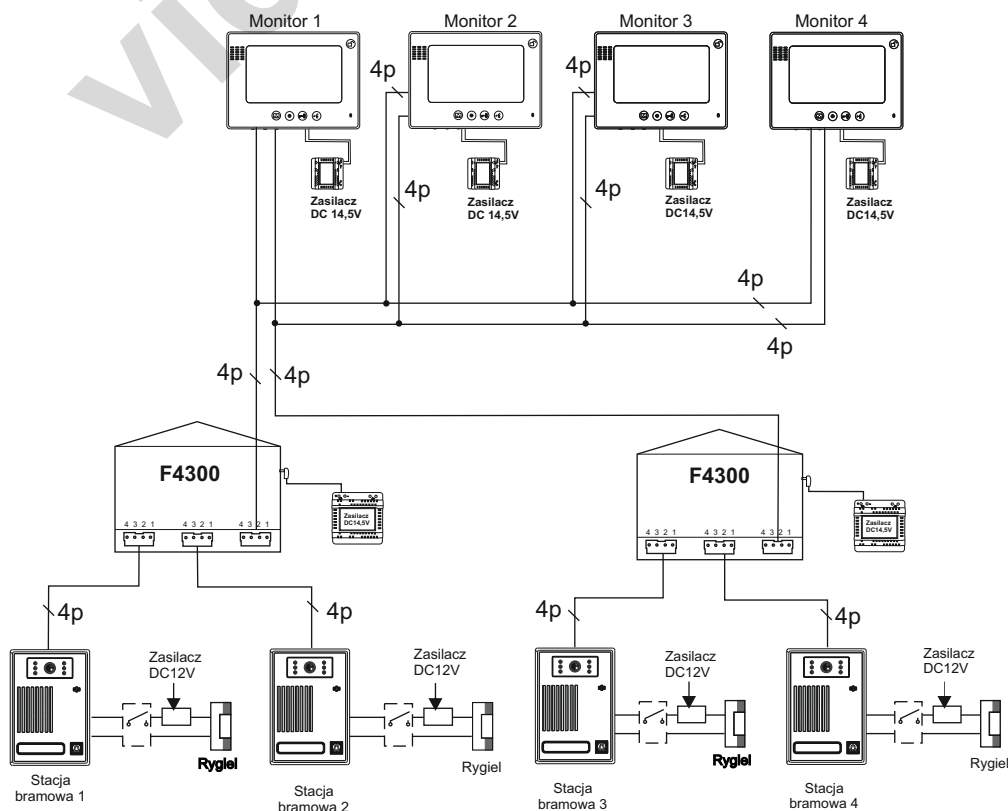 Monitor 1
Monitor 2
Monitor 3
Monitor 4
4p
4p
Zasilacz
DC 14,5V
4p
Zasilacz
DC 14,5V
4p
Zasilacz
DC14,5V
Zasilacz
DC14,5V
4p
4p
4p
4p
F4300
F4300
Zasilacz
DC14,5V
Zasilacz
DC14,5V
4 3 2 1
4 3 2 1
4 3 2 1
4 3 2 1
4 3 2 1
4 3 2 1
4p
4p
4p
4p
Zasilacz
DC12V
Zasilacz
DC12V
Zasilacz
DC12V
Zasilacz
DC12V
Rygiel
Rygiel
Rygiel
Rygiel
Stacja
bramowa 1
Stacja
bramowa 2
Stacja
bramowa 3
Stacja
bramowa 4